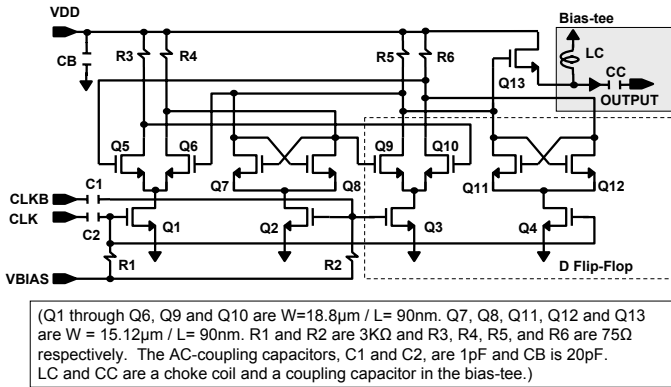 VDD
Bias-tee
R3
R4
R5
R6
CB
LC
CC
Q13
OUTPUT
Q5
Q6
Q7
Q8
Q9
Q10
Q11
Q12
CLKB
C1
CLK
C2
Q1
Q2
Q3
Q4
R1
R2
VBIAS
D Flip-Flop
(Q1 through Q6, Q9 and Q10 are W=18.8µm / L= 90nm. Q7, Q8, Q11, Q12 and Q13
are W = 15.12µm / L= 90nm. R1 and R2 are 3KΩ and R3, R4, R5, and R6 are 75Ω
respectively. The AC-coupling capacitors, C1 and C2, are 1pF and CB is 20pF.
LC and CC are a choke coil and a coupling capacitor in the bias-tee.)